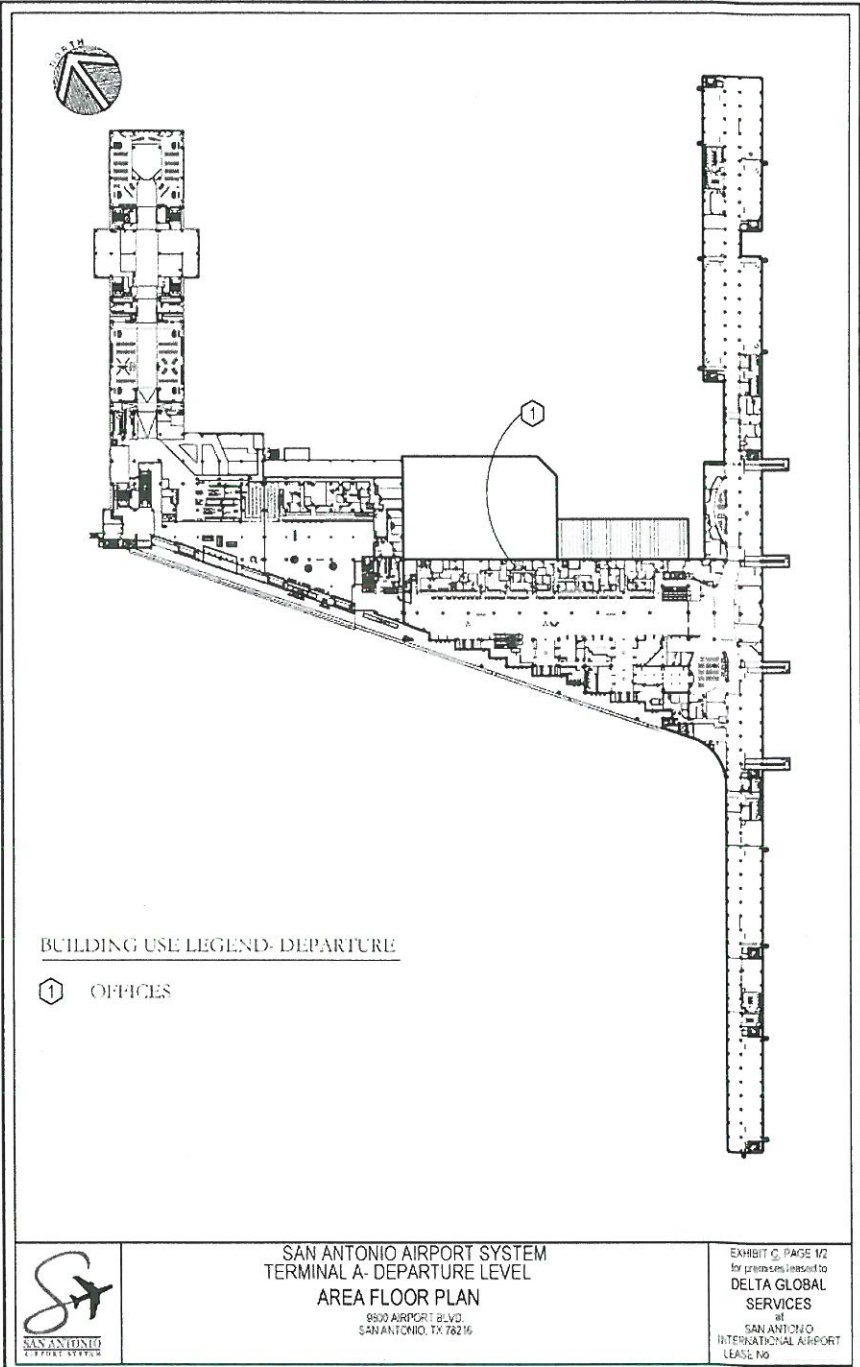 NORTH
1
BUILDING USE LEGEND- DEPARTURE
1 OFFICES
SAN ANTONIO
AIRPORT SYSTEM
SAN ANTONIO AIRPORT SYSTEM
TERMINAL A- DEPARTURE LEVEL
AREA FLOOR PLAN
9800 AIRPORT BLVD.
SAN ANTONIO, TX 78216
EXHIBIT C, PAGE 1/2
for premises leased to
DELTA GLOBAL
SERVICES
at
SAN ANTONIO
INTERNATIONAL AIRPORT
LEASE No